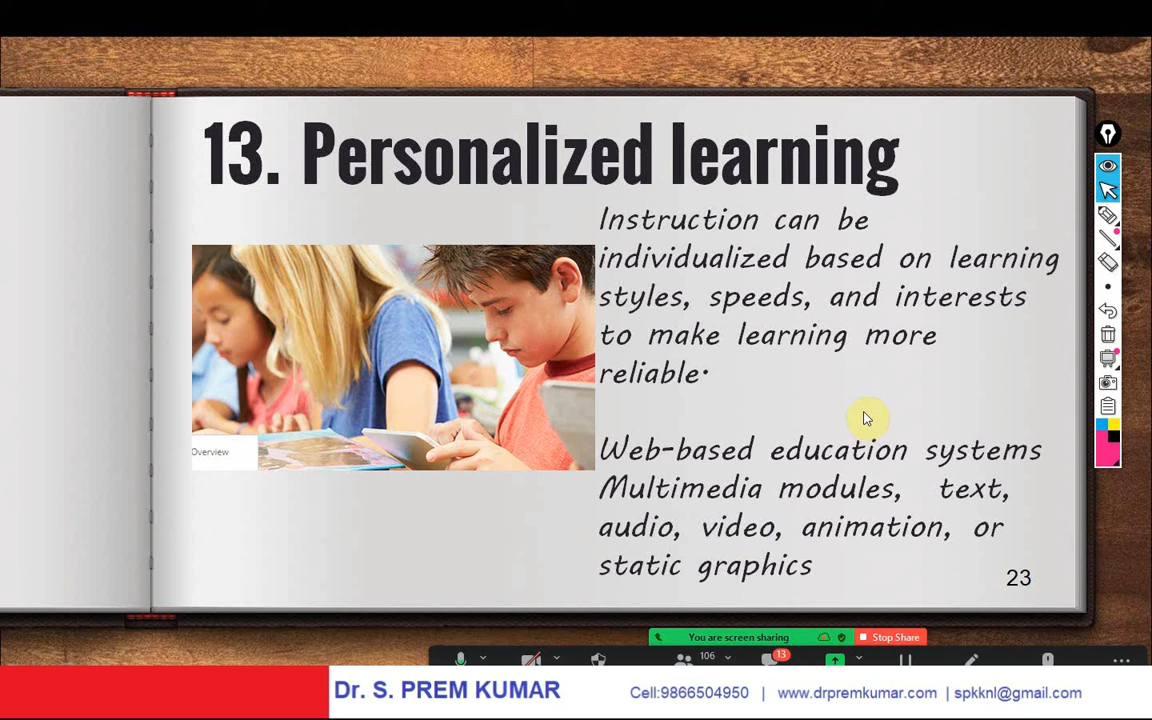 13. Personalized learning
Instruction can be
individualized based on learning
styles, speeds, and interests
to make learning more
reliable.
Overview
Web-based education systems
Multimedia modules, text,
audio, video, animation, or
static graphics
23
You are screen sharing
Stop Share
106
13
Dr. S. PREM KUMAR
Cell:9866504950 | www.drpremkumar.com | spkknl@gmail.com